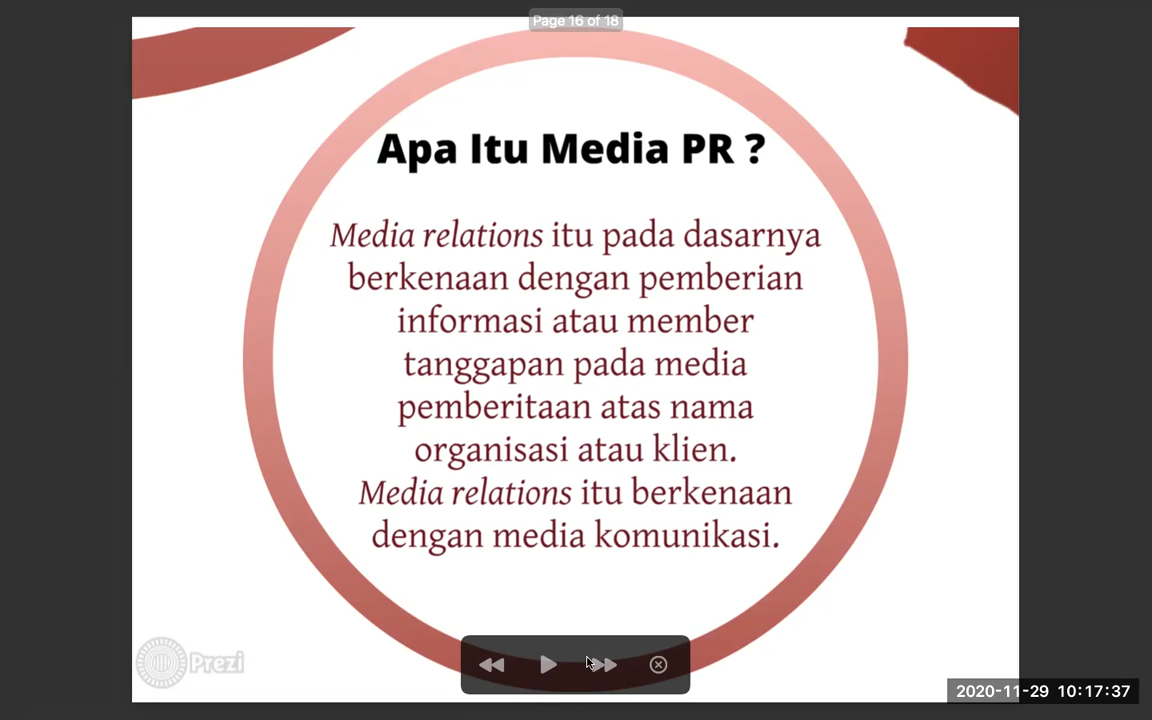 Page 16 of 18
Apa Itu Media PR ?
Media relations itu pada dasarnya
berkenaan dengan pemberian
informasi atau member
tanggapan pada media
pemberitaan atas nama
organisasi atau klien.
Media relations itu berkenaan
dengan media komunikasi.
Prezi
2020-11-29 10:17:37